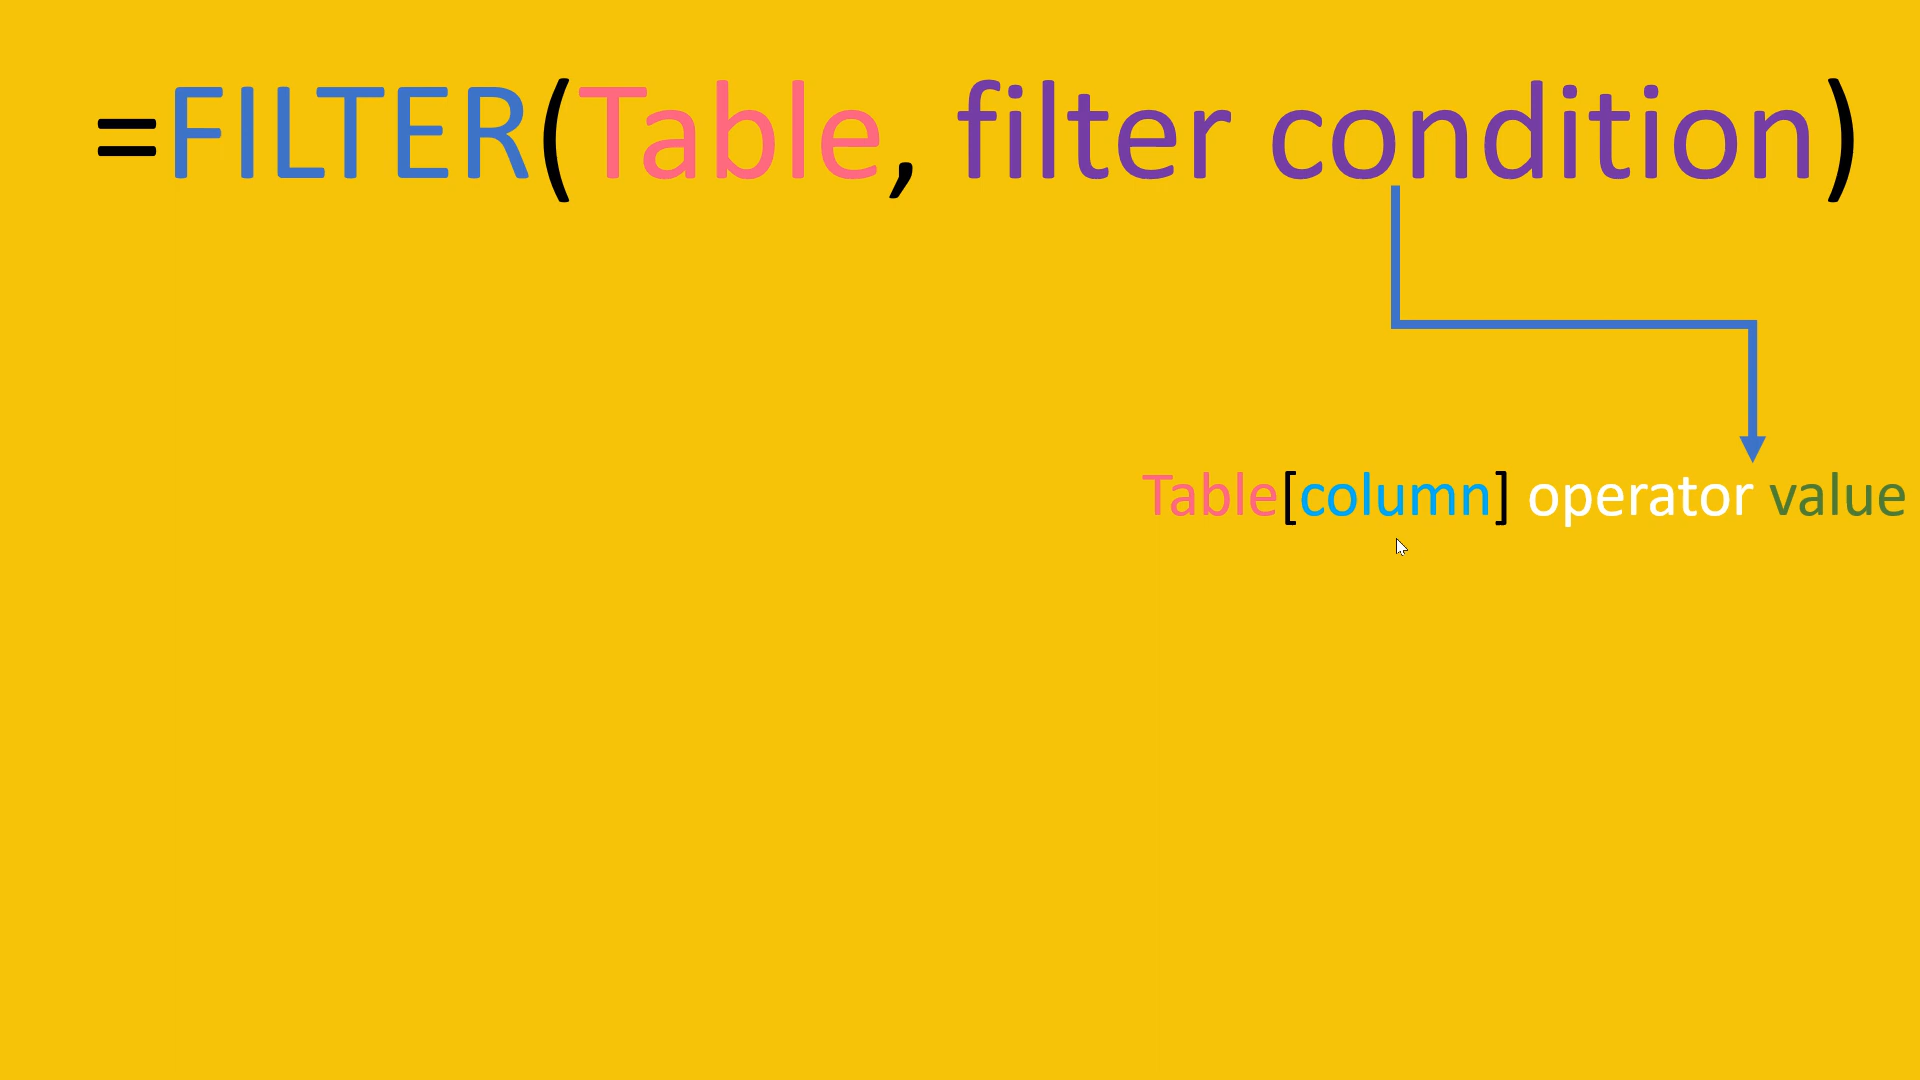 =FILTER(Table, filter condition)
Table[column] operator value